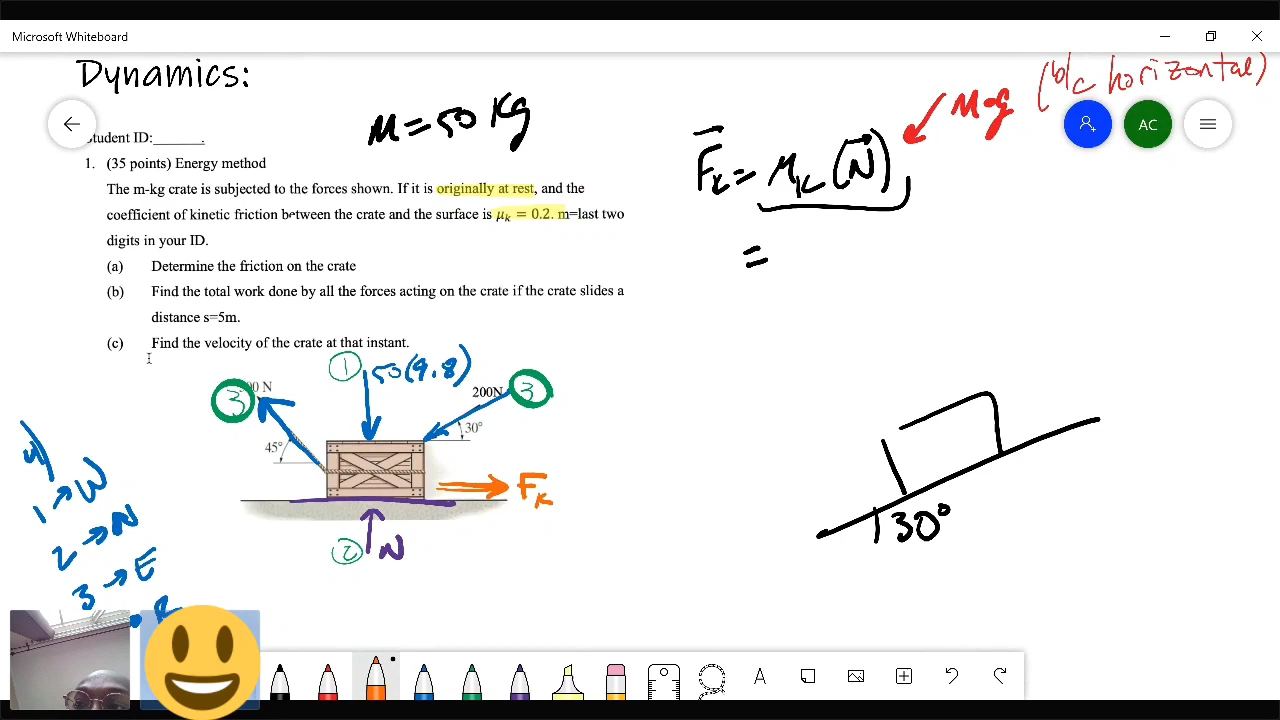 Microsoft Whiteboard
Dynamics:
M = 50 Kg
Student ID:______.
1. (35 points) Energy method
The m-kg crate is subjected to the forces shown. If it is originally at rest, and the
coefficient of kinetic friction between the crate and the surface is μk = 0.2. m=last two
digits in your ID.
(a) Determine the friction on the crate
(b) Find the total work done by all the forces acting on the crate if the crate slides a
distance s=5m.
(c) Find the velocity of the crate at that instant.
(b/c horizontal)
M·g
AC
Fk = μk (N)
=
1
50(9.8)
3
00 N
200N
3
30°
45°
Fk
2
N
1 → W
2 → N
3 → E
30°
A